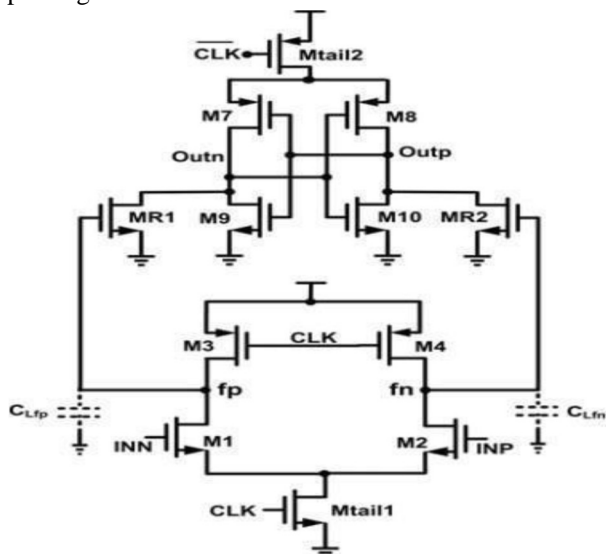 CLK
Mtail2
M7
M8
Outn
Outp
MR1
M9
M10
MR2
M3
CLK
M4
fp
fn
CLfp
CLfn
INN
M1
M2
INP
CLK
Mtail1